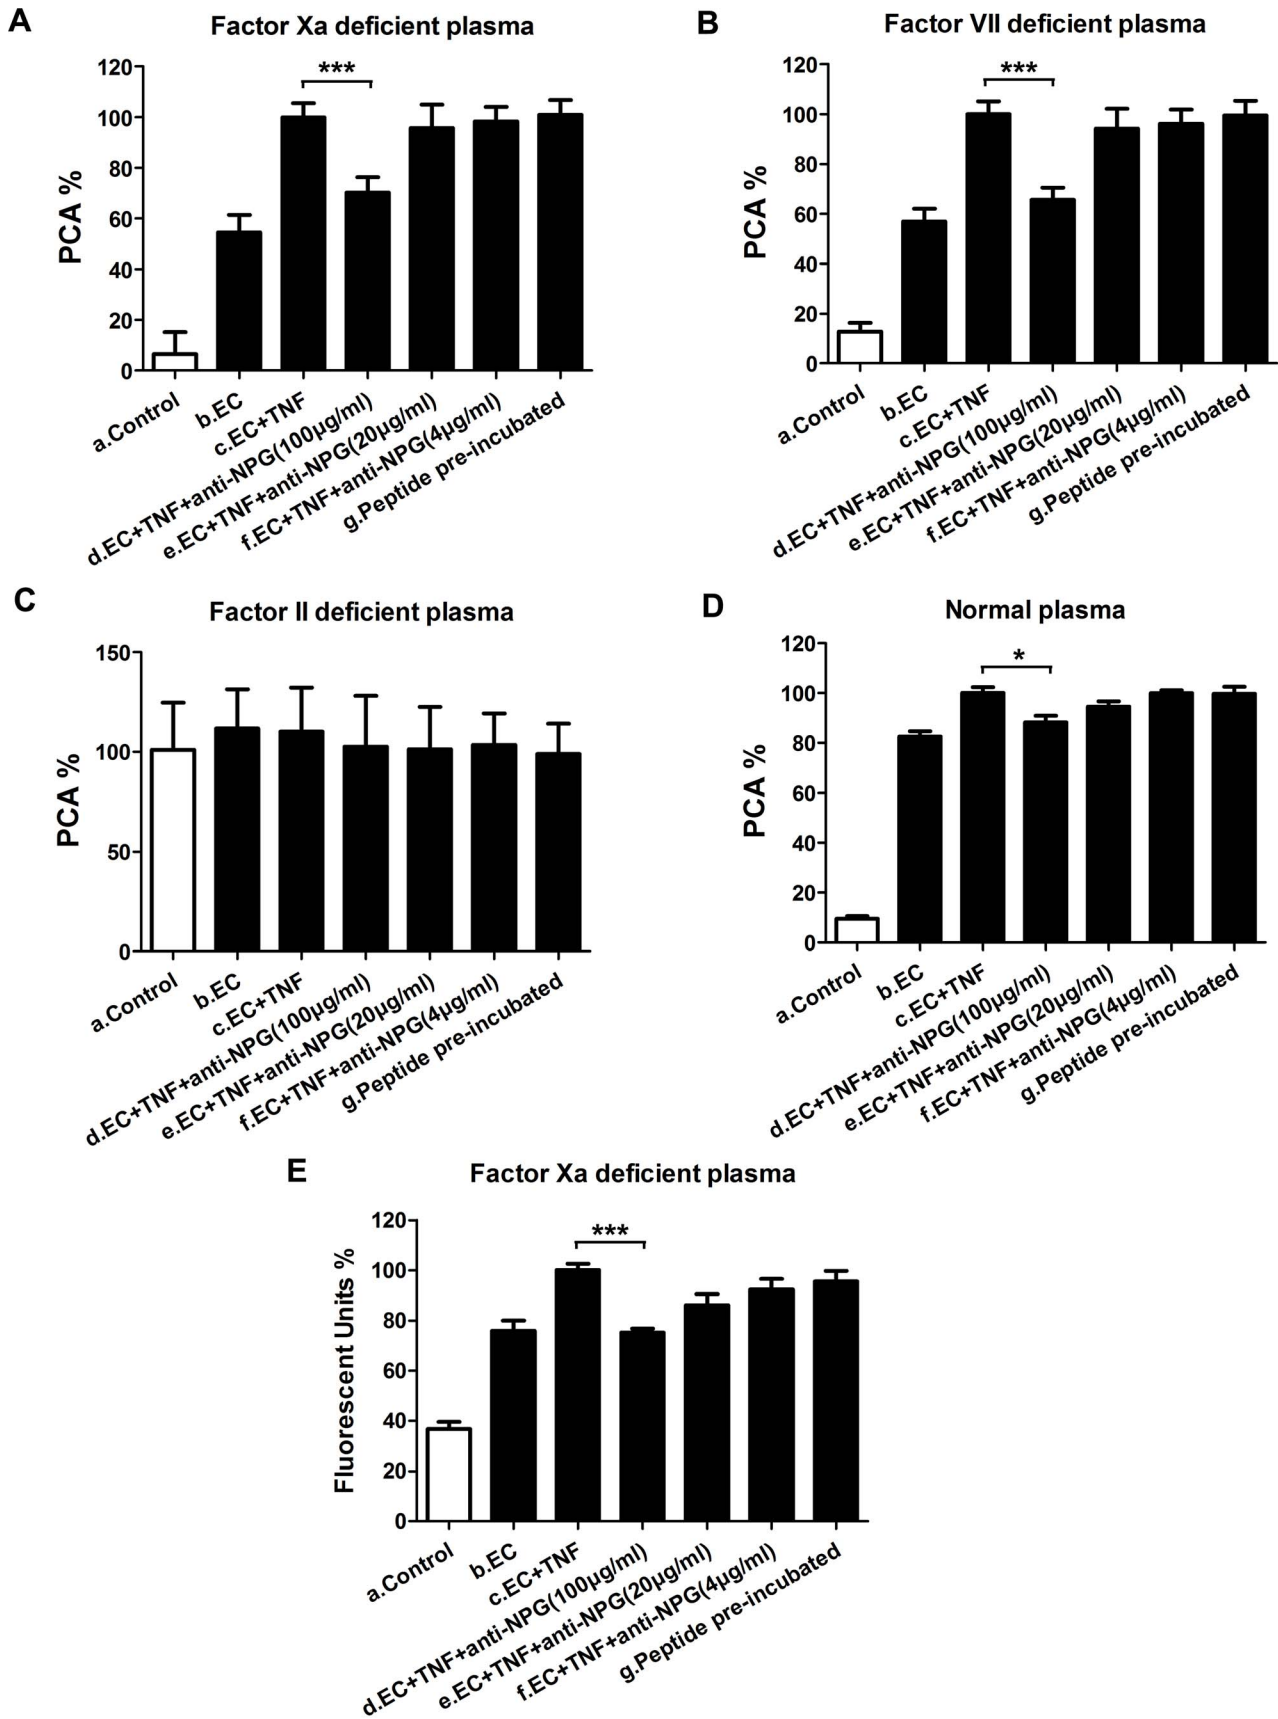 A
Factor Xa deficient plasma
PCA %
120
100
80
60
40
20
0
***
a.Control
b.EC
c.EC+TNF
d.EC+TNF+anti-NPG(100µg/ml)
e.EC+TNF+anti-NPG(20µg/ml)
f.EC+TNF+anti-NPG(4µg/ml)
g.Peptide pre-incubated
B
Factor VII deficient plasma
PCA %
120
100
80
60
40
20
0
***
a.Control
b.EC
c.EC+TNF
d.EC+TNF+anti-NPG(100µg/ml)
e.EC+TNF+anti-NPG(20µg/ml)
f.EC+TNF+anti-NPG(4µg/ml)
g.Peptide pre-incubated
C
Factor II deficient plasma
PCA %
150
100
50
0
a.Control
b.EC
c.EC+TNF
d.EC+TNF+anti-NPG(100µg/ml)
e.EC+TNF+anti-NPG(20µg/ml)
f.EC+TNF+anti-NPG(4µg/ml)
g.Peptide pre-incubated
D
Normal plasma
PCA %
120
100
80
60
40
20
0
*
a.Control
b.EC
c.EC+TNF
d.EC+TNF+anti-NPG(100µg/ml)
e.EC+TNF+anti-NPG(20µg/ml)
f.EC+TNF+anti-NPG(4µg/ml)
g.Peptide pre-incubated
E
Factor Xa deficient plasma
Fluorescent Units %
120
100
80
60
40
20
0
***
a.Control
b.EC
c.EC+TNF
d.EC+TNF+anti-NPG(100µg/ml)
e.EC+TNF+anti-NPG(20µg/ml)
f.EC+TNF+anti-NPG(4µg/ml)
g.Peptide pre-incubated